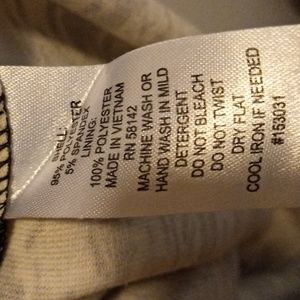 SHELL:
95% POLYESTER
5% SPANDEX
LINING:
100% POLYESTER
MADE IN VIETNAM
RN 58142
MACHINE WASH OR
HAND WASH IN MILD
DETERGENT
DO NOT BLEACH
DO NOT TWIST
DRY FLAT
COOL IRON IF NEEDED
#153031